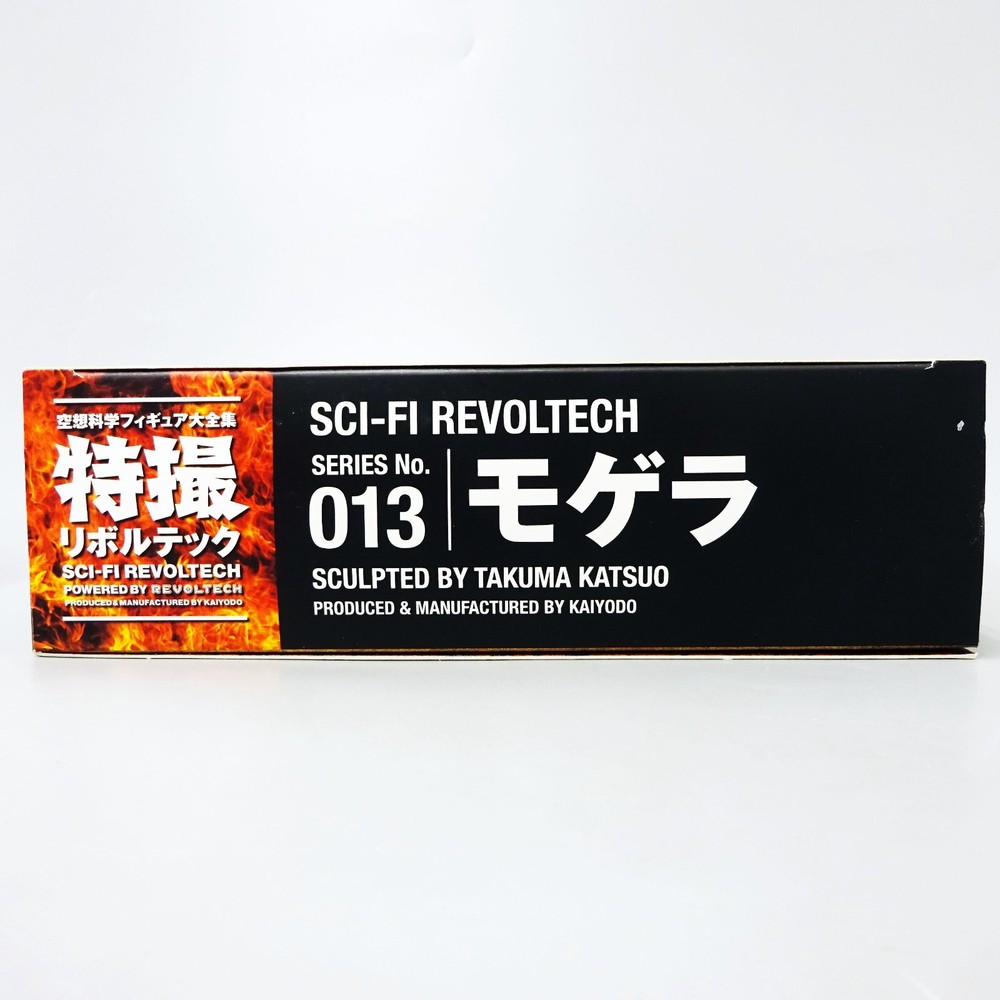 空想科学フィギュア大全集
特撮
リボルテック
SCI-FI REVOLTECH
POWERED BY REVOLTECH
PRODUCED & MANUFACTURED BY KAIYODO
SCI-FI REVOLTECH
SERIES No.
013
モゲラ
SCULPTED BY TAKUMA KATSUO
PRODUCED & MANUFACTURED BY KAIYODO